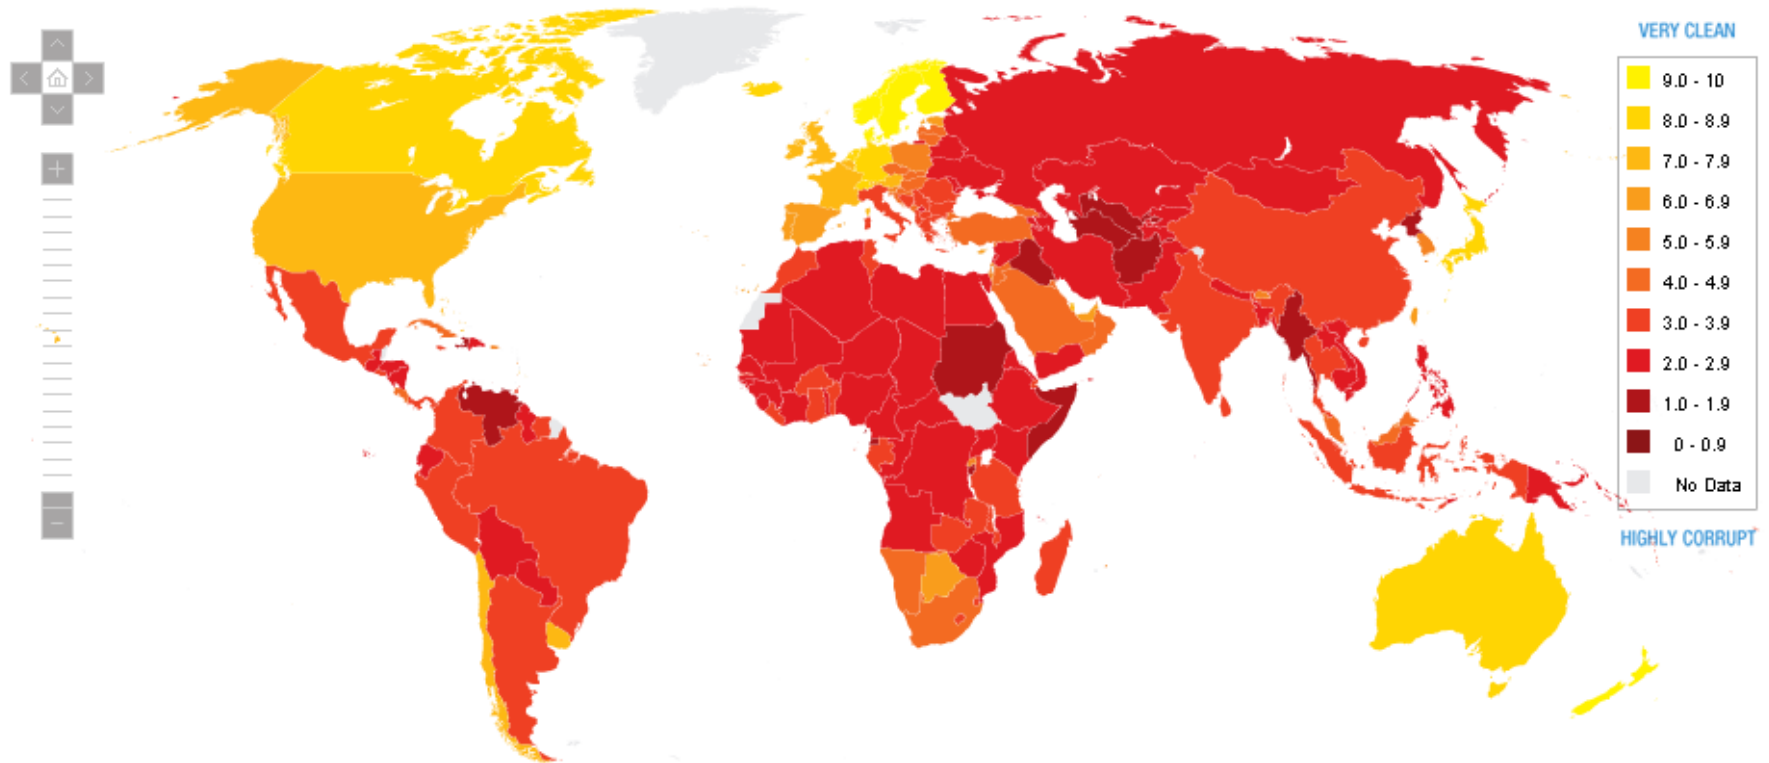 VERY CLEAN
9.0 - 10
8.0 - 8.9
7.0 - 7.9
6.0 - 6.9
5.0 - 5.9
4.0 - 4.9
3.0 - 3.9
2.0 - 2.9
1.0 - 1.9
0 - 0.9
No Data
HIGHLY CORRUPT